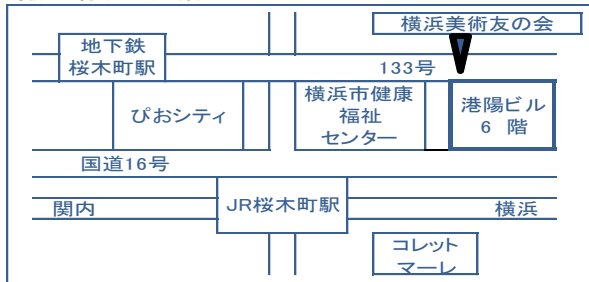 横浜美術友の会
地下鉄
桜木町駅
133号
ぴおシティ
横浜市健康
福祉
センター
港陽ビル
6 階
国道16号
関内
JR桜木町駅
横浜
コレット
マーレ